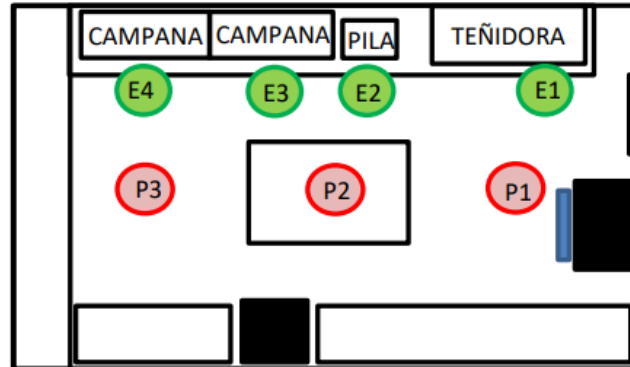 CAMPANA CAMPANA PILA TEÑIDORA
E4 E3 E2 E1
P3 P2 P1